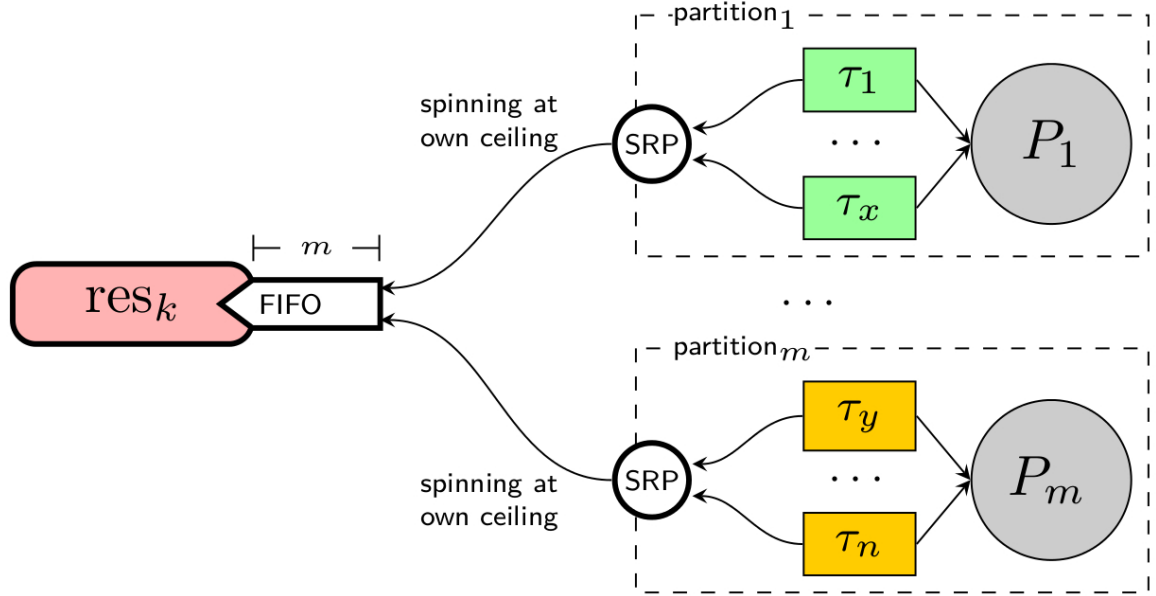 partition₁
τ₁
spinning at
own ceiling
SRP
. . .
P₁
τₓ
m
resₖ
FIFO
. . .
partitionₘ
τ_y
SRP
. . .
Pₘ
spinning at
own ceiling
τₙ